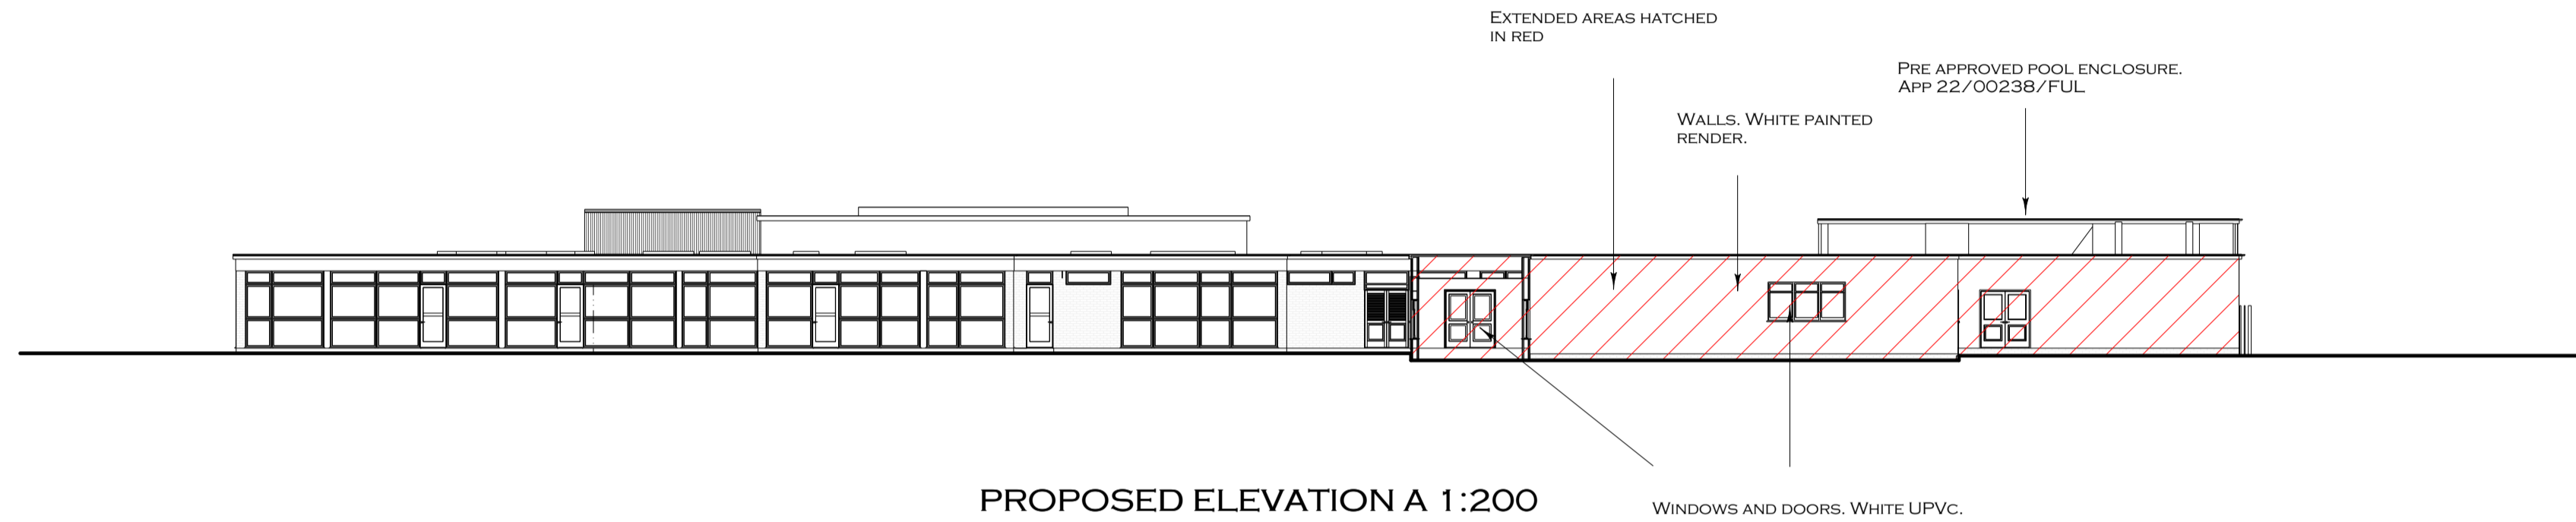 Extended areas hatched
in red
Pre approved pool enclosure.
App 22/00238/FUL
Walls. White painted
render.
PROPOSED ELEVATION A 1:200
Windows and doors. White UPVc.